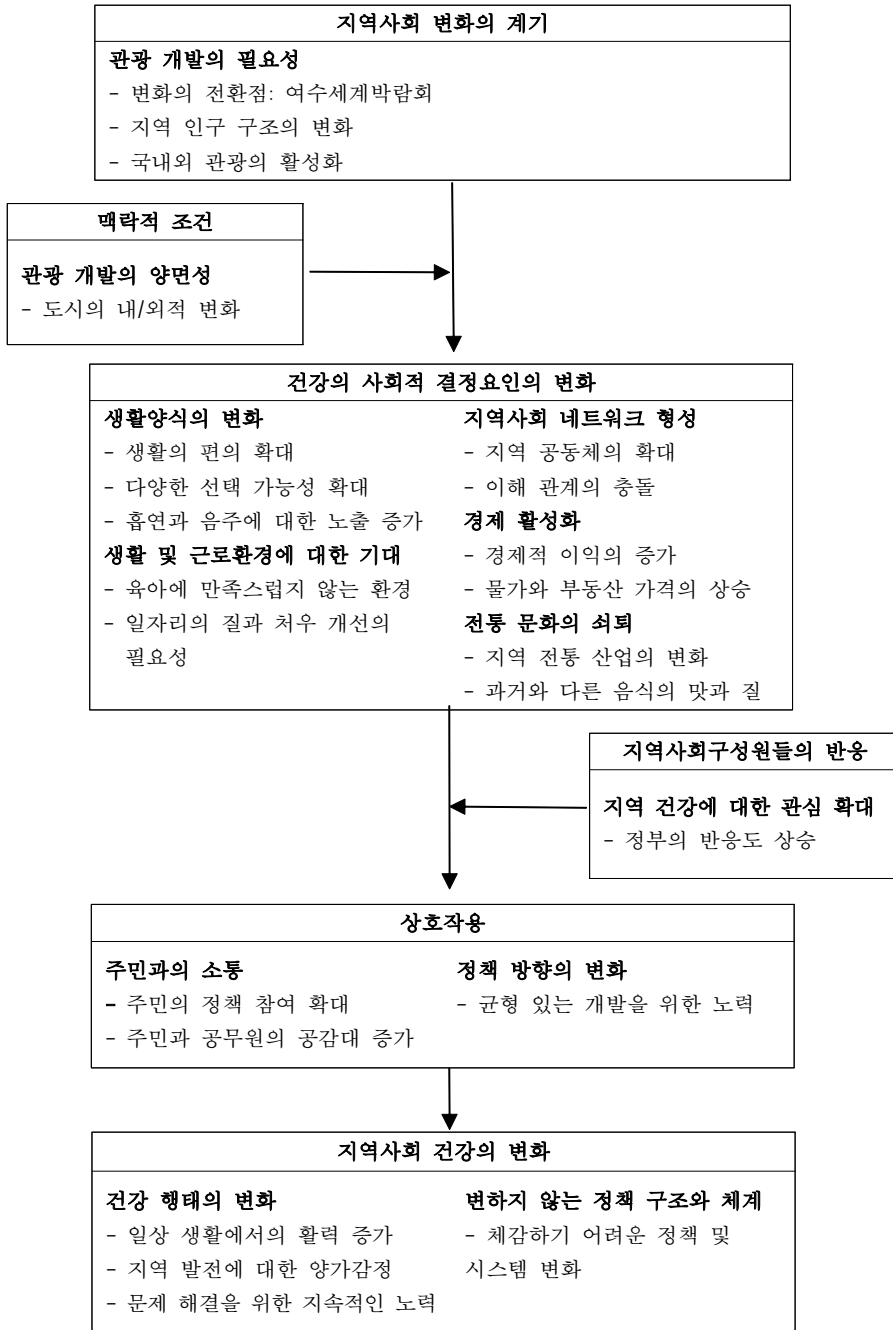 지역사회 변화의 계기
관광 개발의 필요성
- 변화의 전환점: 여수세계박람회
- 지역 인구 구조의 변화
- 국내외 관광의 활성화
맥락적 조건
관광 개발의 양면성
- 도시의 내/외적 변화
건강의 사회적 결정요인의 변화
생활양식의 변화
- 생활의 편의 확대
- 다양한 선택 가능성 확대
- 흡연과 음주에 대한 노출 증가
생활 및 근로환경에 대한 기대
- 육아에 만족스럽지 않는 환경
- 일자리의 질과 처우 개선의
필요성
지역사회 네트워크 형성
- 지역 공동체의 확대
- 이해 관계의 충돌
경제 활성화
- 경제적 이익의 증가
- 물가와 부동산 가격의 상승
전통 문화의 쇠퇴
- 지역 전통 산업의 변화
- 과거와 다른 음식의 맛과 질
지역사회구성원들의 반응
지역 건강에 대한 관심 확대
- 정부의 반응도 상승
상호작용
주민과의 소통
- 주민의 정책 참여 확대
- 주민과 공무원의 공감대 증가
정책 방향의 변화
- 균형 있는 개발을 위한 노력
지역사회 건강의 변화
건강 행태의 변화
- 일상 생활에서의 활력 증가
- 지역 발전에 대한 양가감정
- 문제 해결을 위한 지속적인 노력
변하지 않는 정책 구조와 체계
- 체감하기 어려운 정책 및
시스템 변화